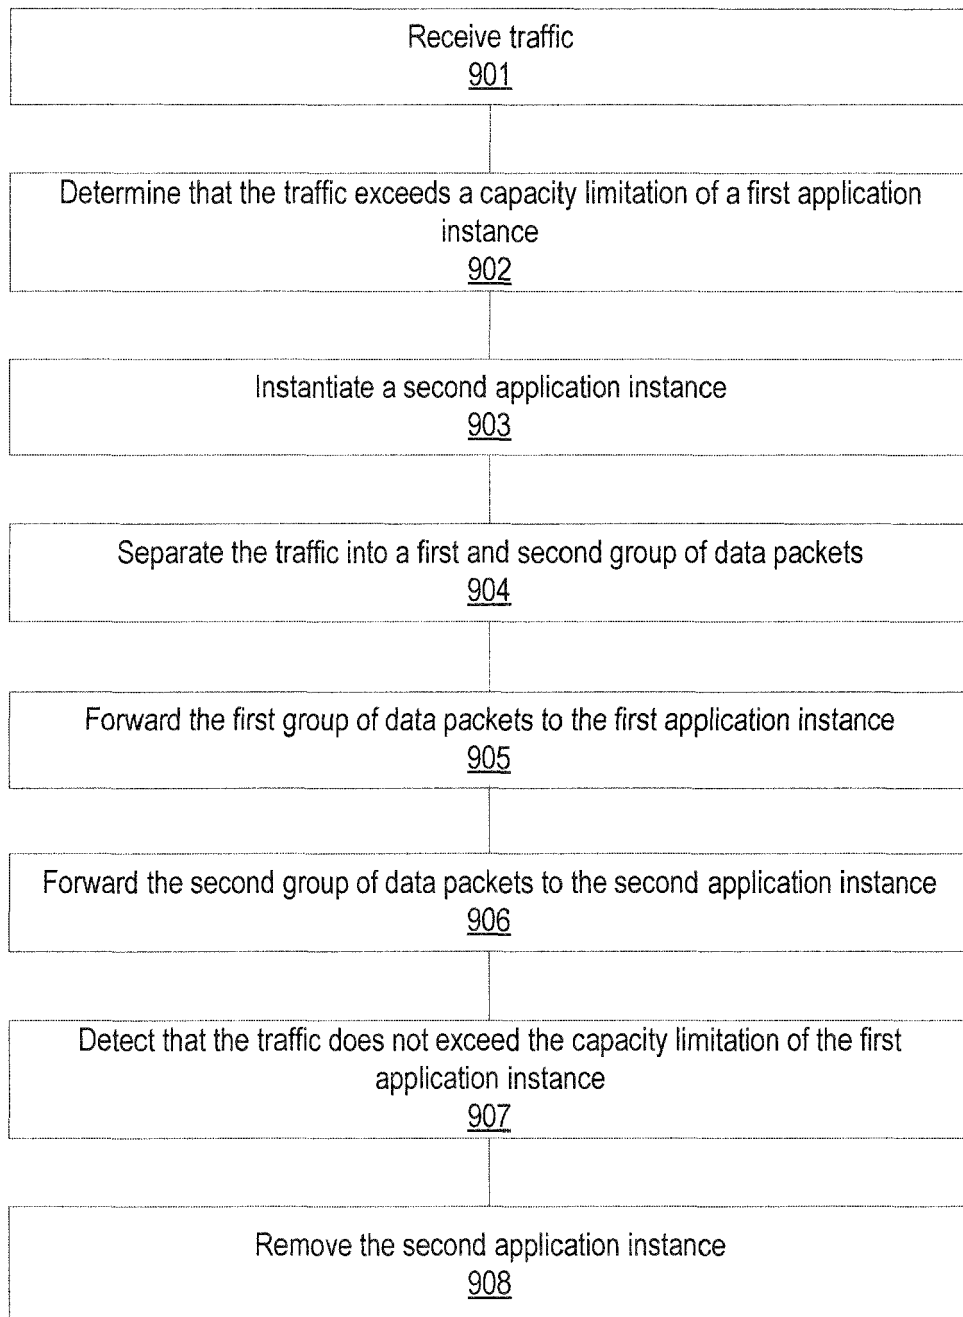 Receive traffic
901
Determine that the traffic exceeds a capacity limitation of a first application
instance
902
Instantiate a second application instance
903
Separate the traffic into a first and second group of data packets
904
Forward the first group of data packets to the first application instance
905
Forward the second group of data packets to the second application instance
906
Detect that the traffic does not exceed the capacity limitation of the first
application instance
907
Remove the second application instance
908